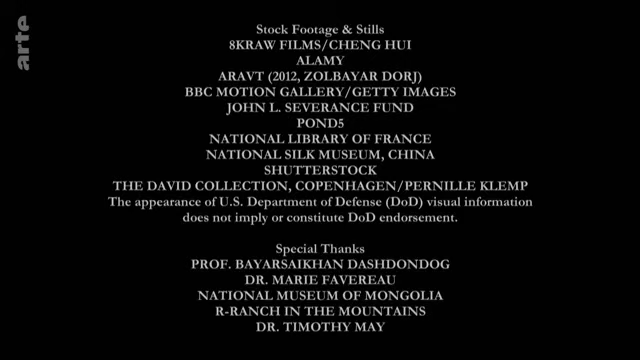 arte
Stock Footage & Stills
8KRAW FILMS/CHENG HUI
ALAMY
ARAVT (2012, ZOLBAYAR DORJ)
BBC MOTION GALLERY/GETTY IMAGES
JOHN L. SEVERANCE FUND
POND5
NATIONAL LIBRARY OF FRANCE
NATIONAL SILK MUSEUM, CHINA
SHUTTERSTOCK
THE DAVID COLLECTION, COPENHAGEN/PERNILLE KLEMP
The appearance of U.S. Department of Defense (DoD) visual information
does not imply or constitute DoD endorsement.
Special Thanks
PROF. BAYARSAIKHAN DASHDONDOG
DR. MARIE FAVEREAU
NATIONAL MUSEUM OF MONGOLIA
R-RANCH IN THE MOUNTAINS
DR. TIMOTHY MAY